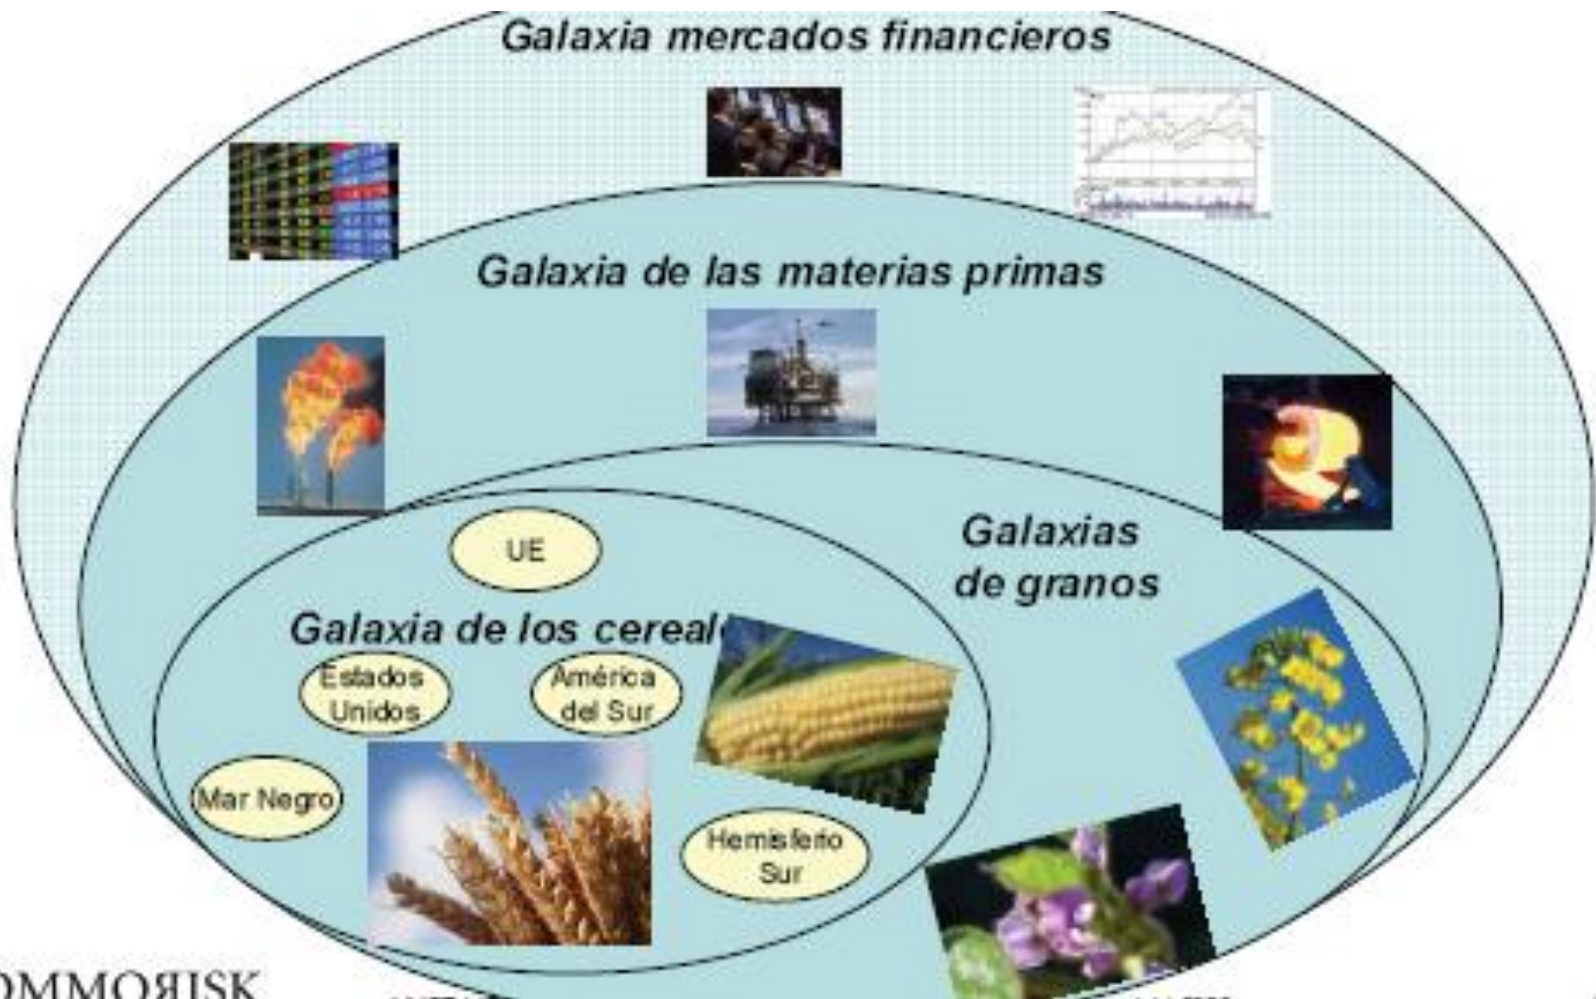 Galaxia mercados financieros
Galaxia de las materias primas
Galaxias
de granos
UE
Galaxia de los cereal
Estados
Unidos
América
del Sur
Mar Negro
Hemisferio
Sur
OMMOЯISK